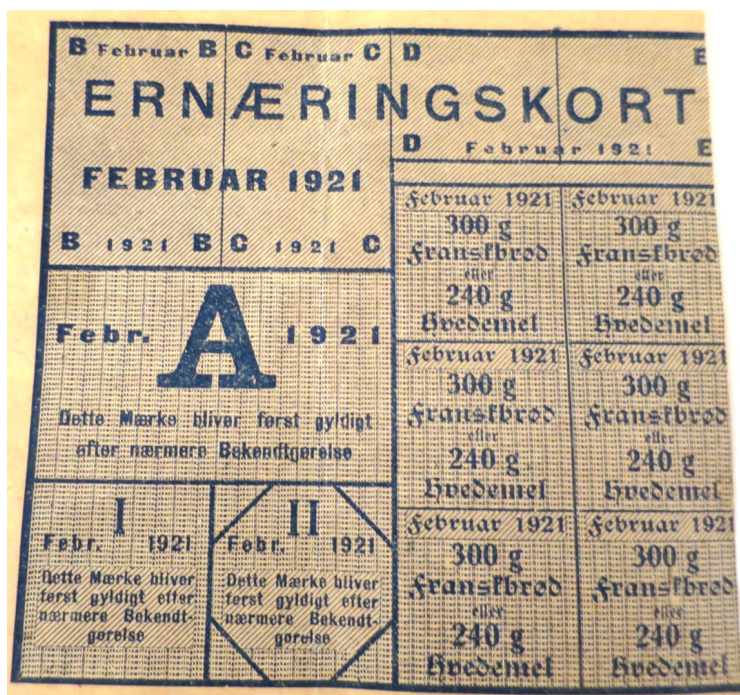 B Februar B C Februar C D E
ERNÆRINGSKORT
D Februar 1921 E
FEBRUAR 1921
B 1921 B C 1921 C
Febr. A 1921
Dette Mærke bliver først gyldigt
efter nærmere Bekendtgørelse
I
Febr. 1921
Dette Mærke bliver
først gyldigt efter
nærmere Bekendt-
gørelse
II
Febr. 1921
Dette Mærke bliver
først gyldigt efter
nærmere Bekendt-
gørelse
Februar 1921
300 g
Franskbrød
eller
240 g
Hvedemel
Februar 1921
300 g
Franskbrød
eller
240 g
Hvedemel
Februar 1921
300 g
Franskbrød
eller
240 g
Hvedemel
Februar 1921
300 g
Franskbrød
eller
240 g
Hvedemel
Februar 1921
300 g
Franskbrød
eller
240 g
Hvedemel
Februar 1921
300 g
Franskbrød
eller
240 g
Hvedemel